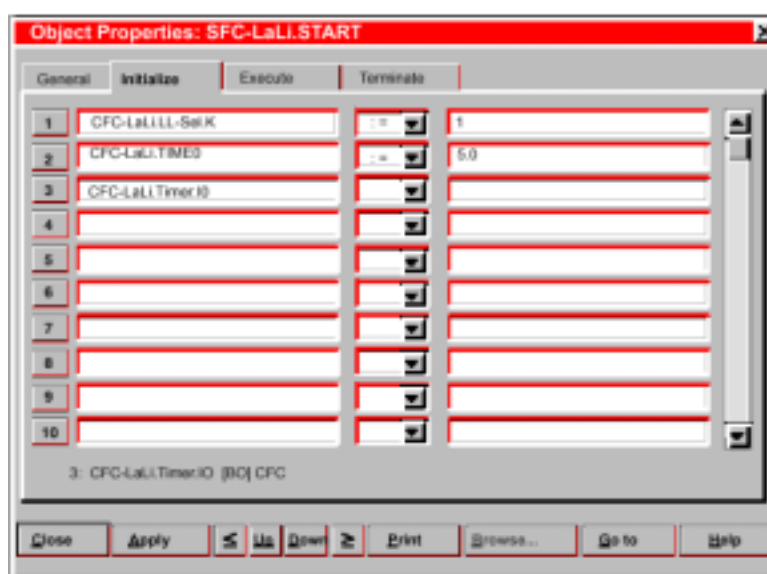 Object Properties: SFC-LaLi.START
General Initialize Execute Terminate
1 CFC-LaLi.LL-Sel.K := 1
2 CFC-LaLi.TIME0 := 5.0
3 CFC-LaLi.Timer.I0
4
5
6
7
8
9
10
3: CFC-LaLi.Timer.IO [BO] CFC
Close Apply ≤ Up Down ≥ Print Browse... Go to Help